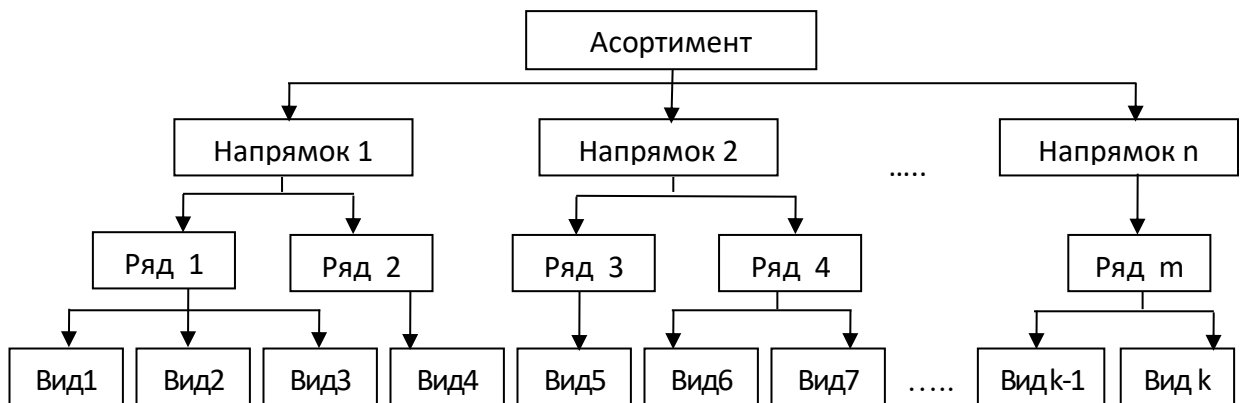 Асортимент
Напрямок 1 Напрямок 2 ..... Напрямок n
Ряд 1 Ряд 2 Ряд 3 Ряд 4 Ряд m
Вид1 Вид2 Вид3 Вид4 Вид5 Вид6 Вид7 ..... Вид k-1 Вид k